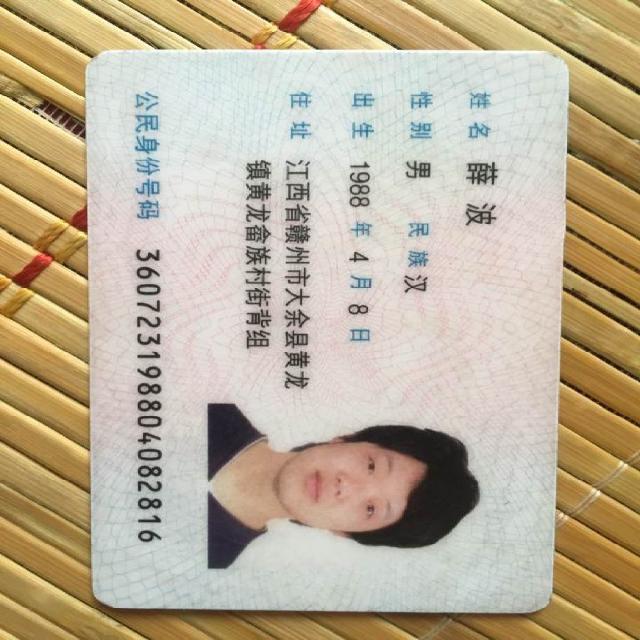 姓名 薛波
性别 男 民族 汉
出生 1988 年 4 月 8 日
住址 江西省赣州市大余县黄龙
镇黄龙畲族村街背组
公民身份号码 360723198804082816